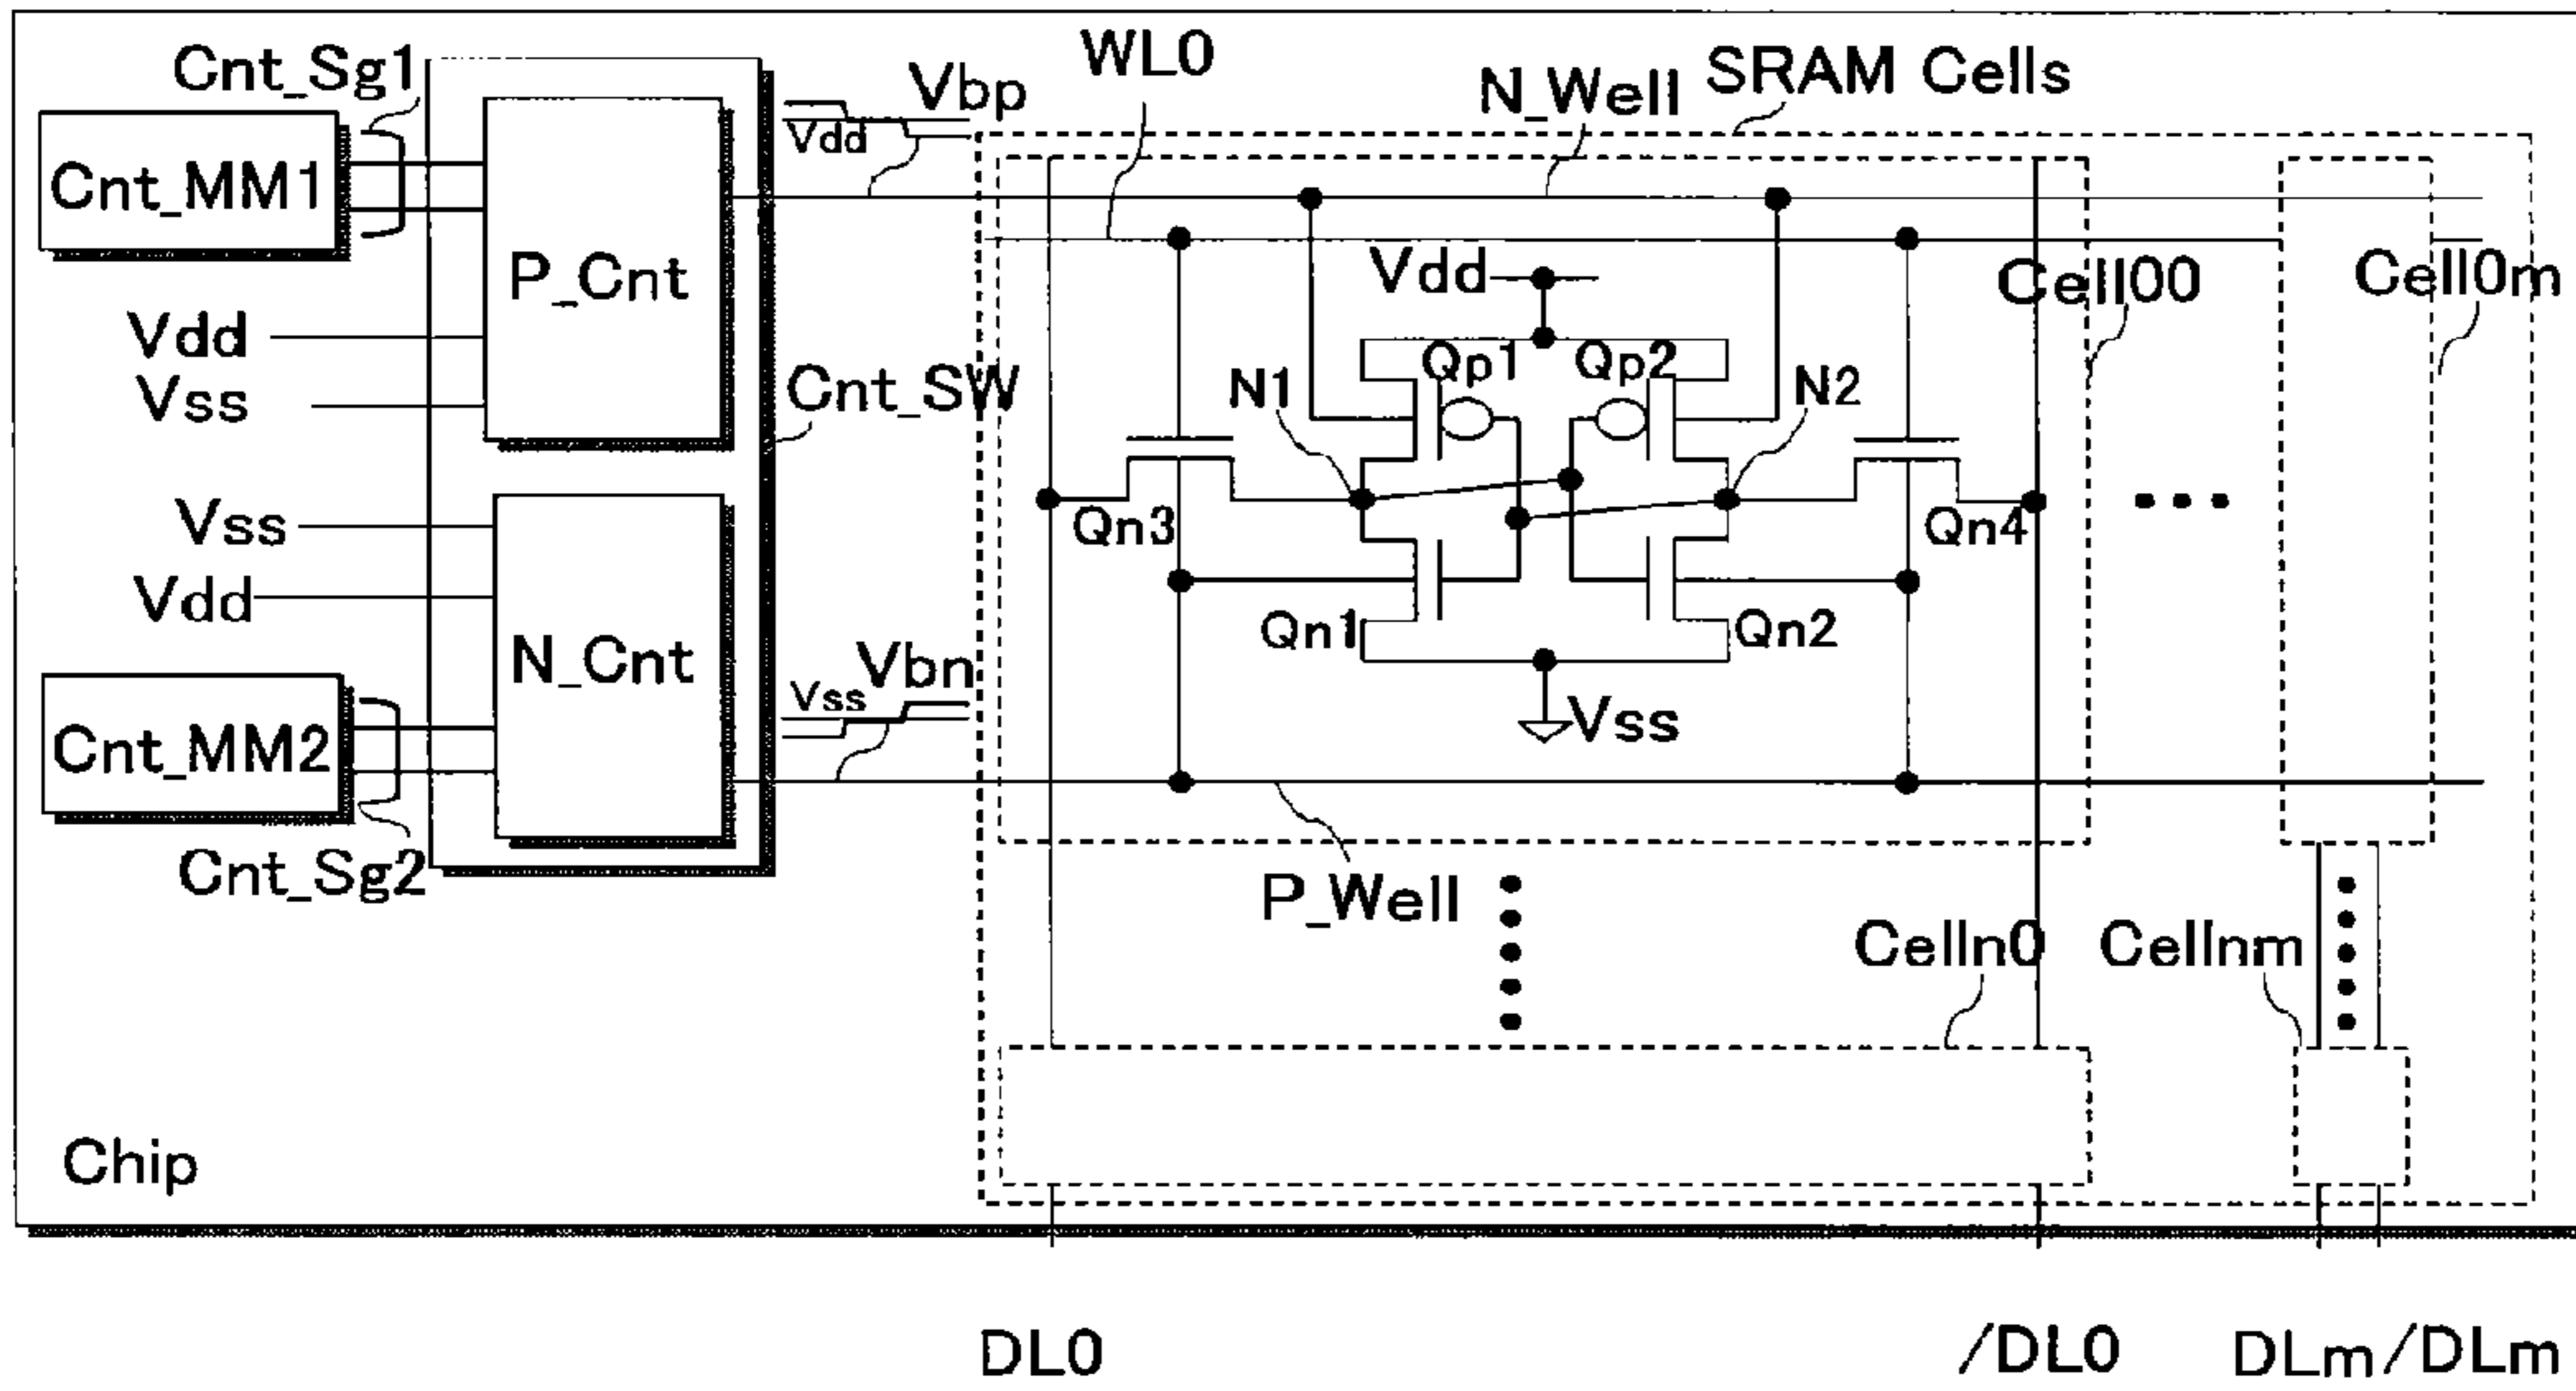 Cnt_Sg1
WL0
Vbp
N_Well
SRAM Cells
Vdd
Cnt_MM1
P_Cnt
Vdd
Cell00
Cell0m
Vdd
Vss
Cnt_SW
N1
Qp1
Qp2
N2
Vss
Qn3
Qn4
Vdd
Qn1
Qn2
N_Cnt
Vss
Vbn
Vss
Cnt_MM2
Cnt_Sg2
P_Well
Celln0
Cellnm
Chip
DL0
/DL0
DLm
/DLm